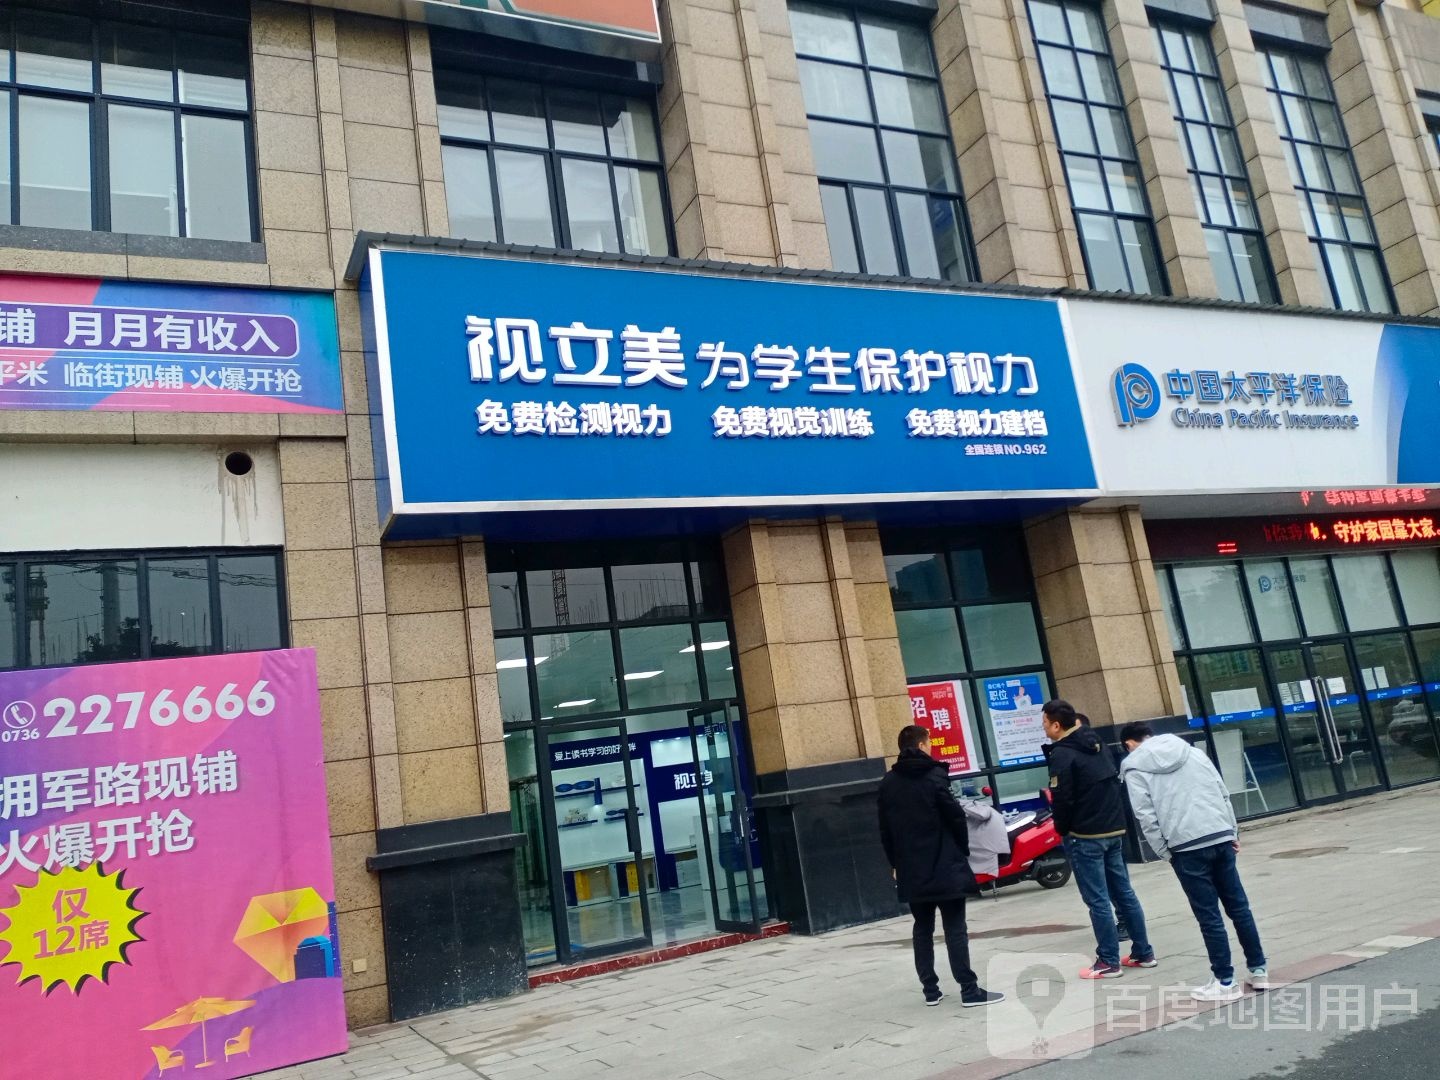 铺 月月有收入
平米 临街现铺 火爆开抢
视立美 为学生保护视力
免费检测视力 免费视觉训练 免费视力建档
全国连锁NO.962
中国太平洋保险
China Pacific Insurance
守护家园靠大家
0736 2276666
拥军路现铺
火爆开抢
仅
12席
爱上读书学习的好
视立美
招聘
职位
百度地图用户